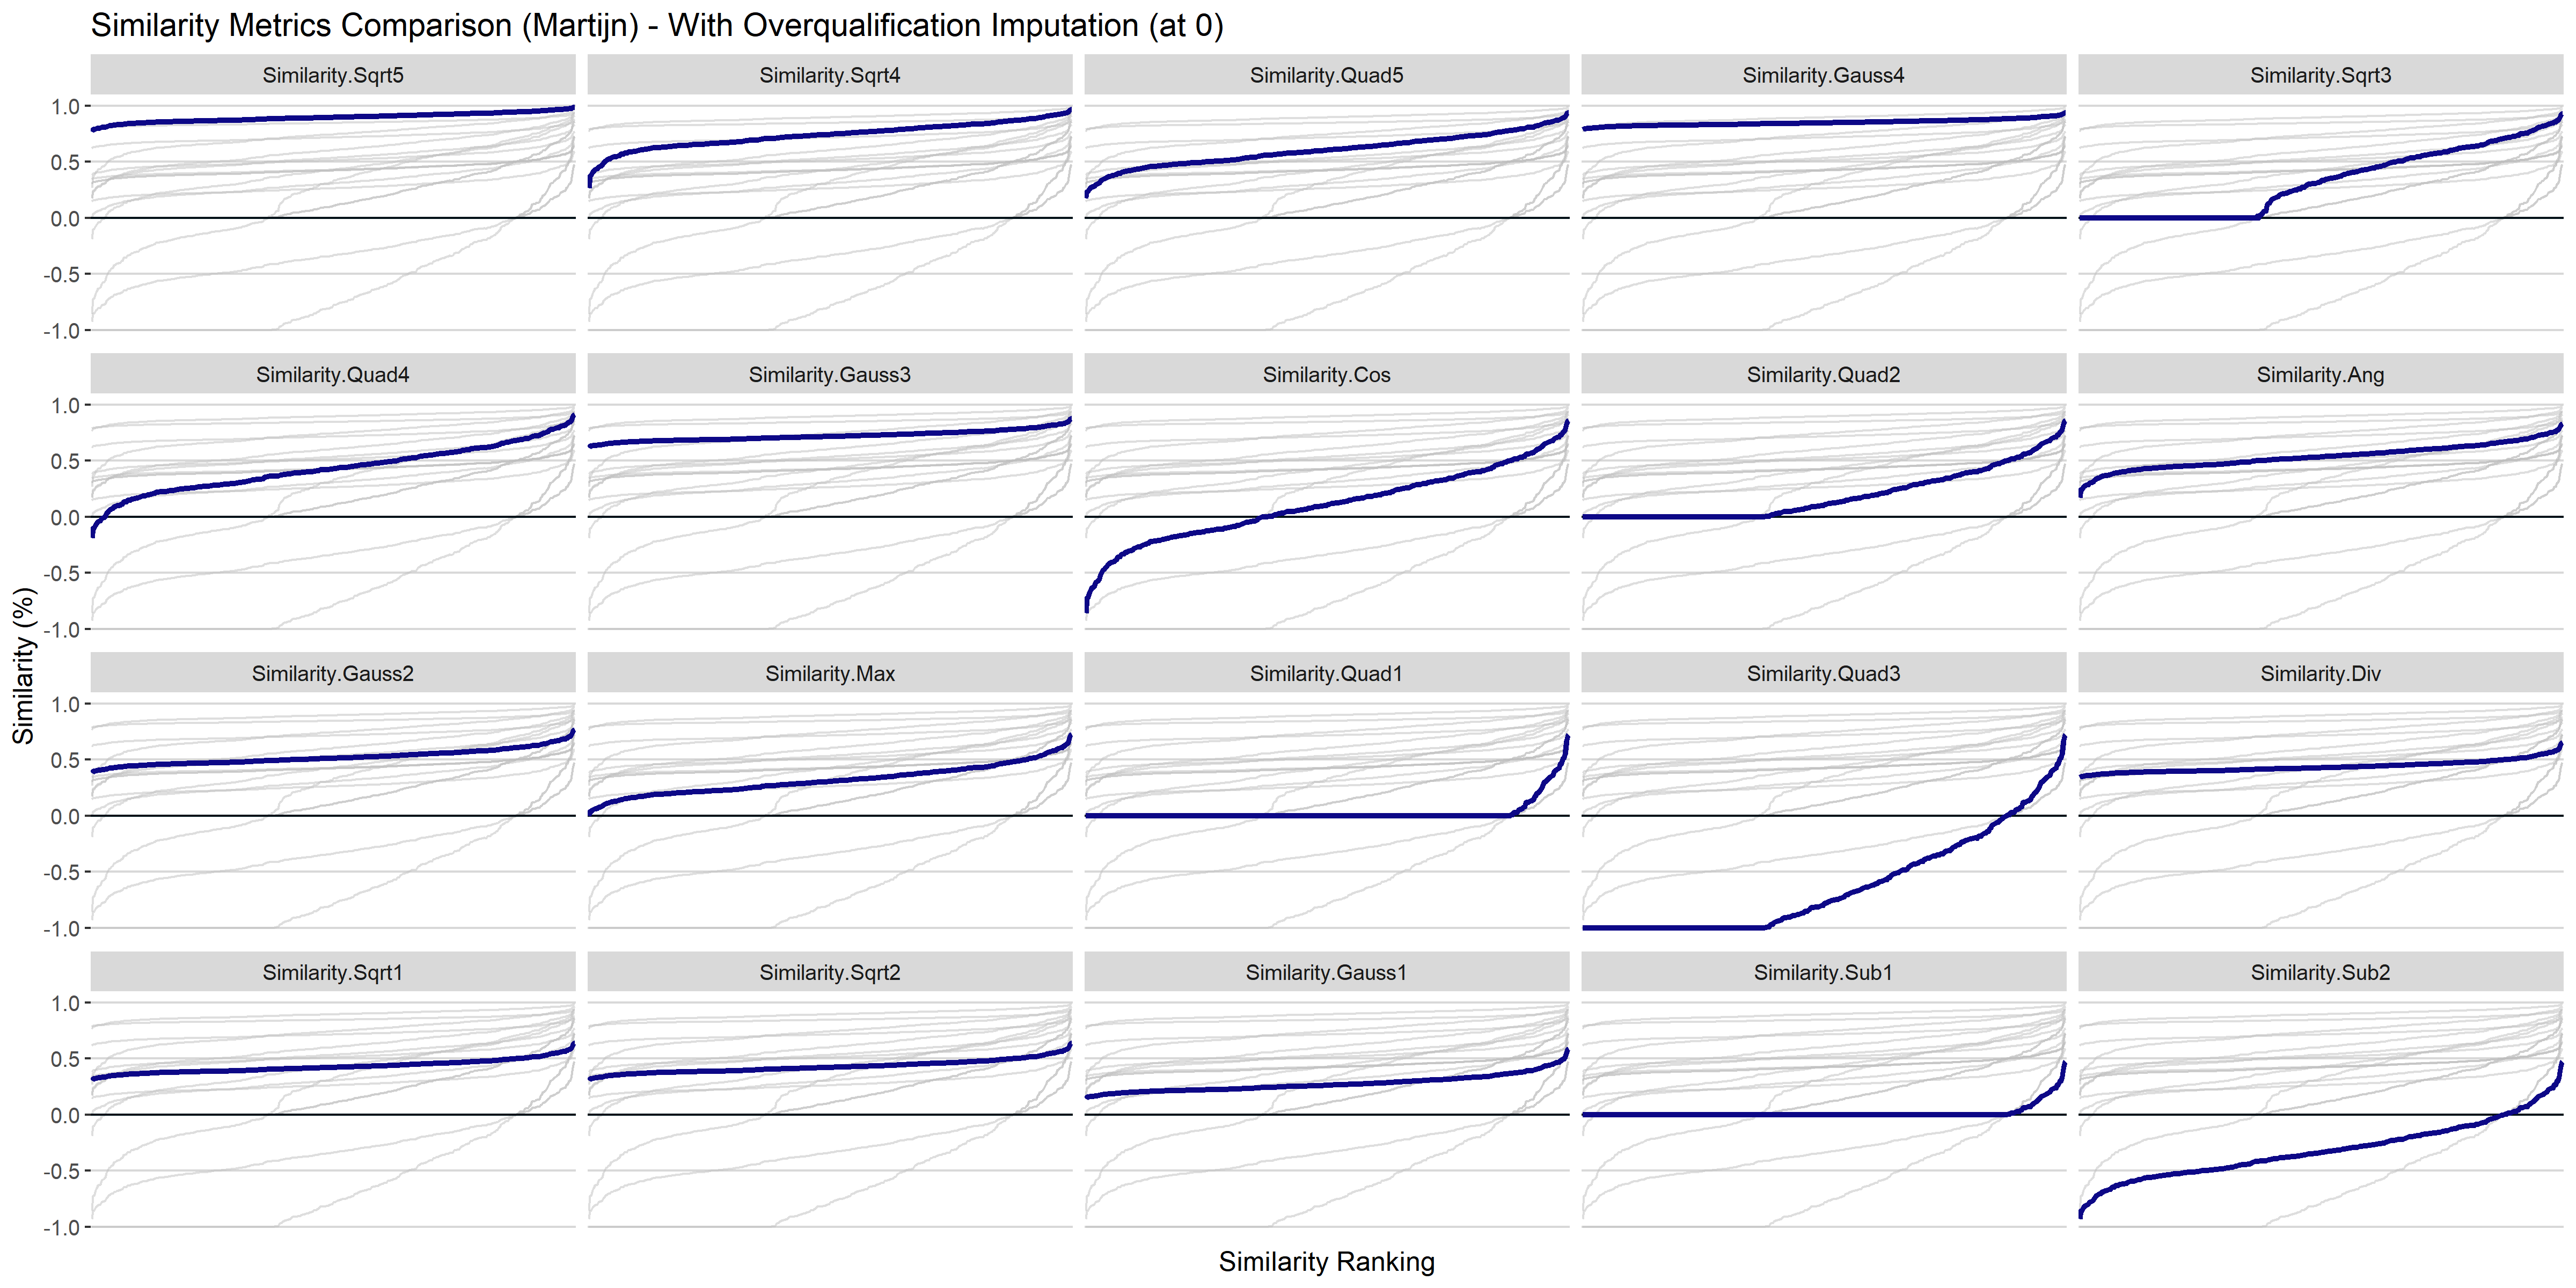 Similarity Metrics Comparison (Martijn) - With Overqualification Imputation (at 0)
Similarity.Sqrt5
Similarity.Sqrt4
Similarity.Quad5
Similarity.Gauss4
Similarity.Sqrt3
1.0
0.5
0.0
-0.5
-1.0
Similarity.Quad4
Similarity.Gauss3
Similarity.Cos
Similarity.Quad2
Similarity.Ang
1.0
0.5
0.0
-0.5
-1.0
Similarity (%)
Similarity.Gauss2
Similarity.Max
Similarity.Quad1
Similarity.Quad3
Similarity.Div
1.0
0.5
0.0
-0.5
-1.0
Similarity.Sqrt1
Similarity.Sqrt2
Similarity.Gauss1
Similarity.Sub1
Similarity.Sub2
1.0
0.5
0.0
-0.5
-1.0
Similarity Ranking